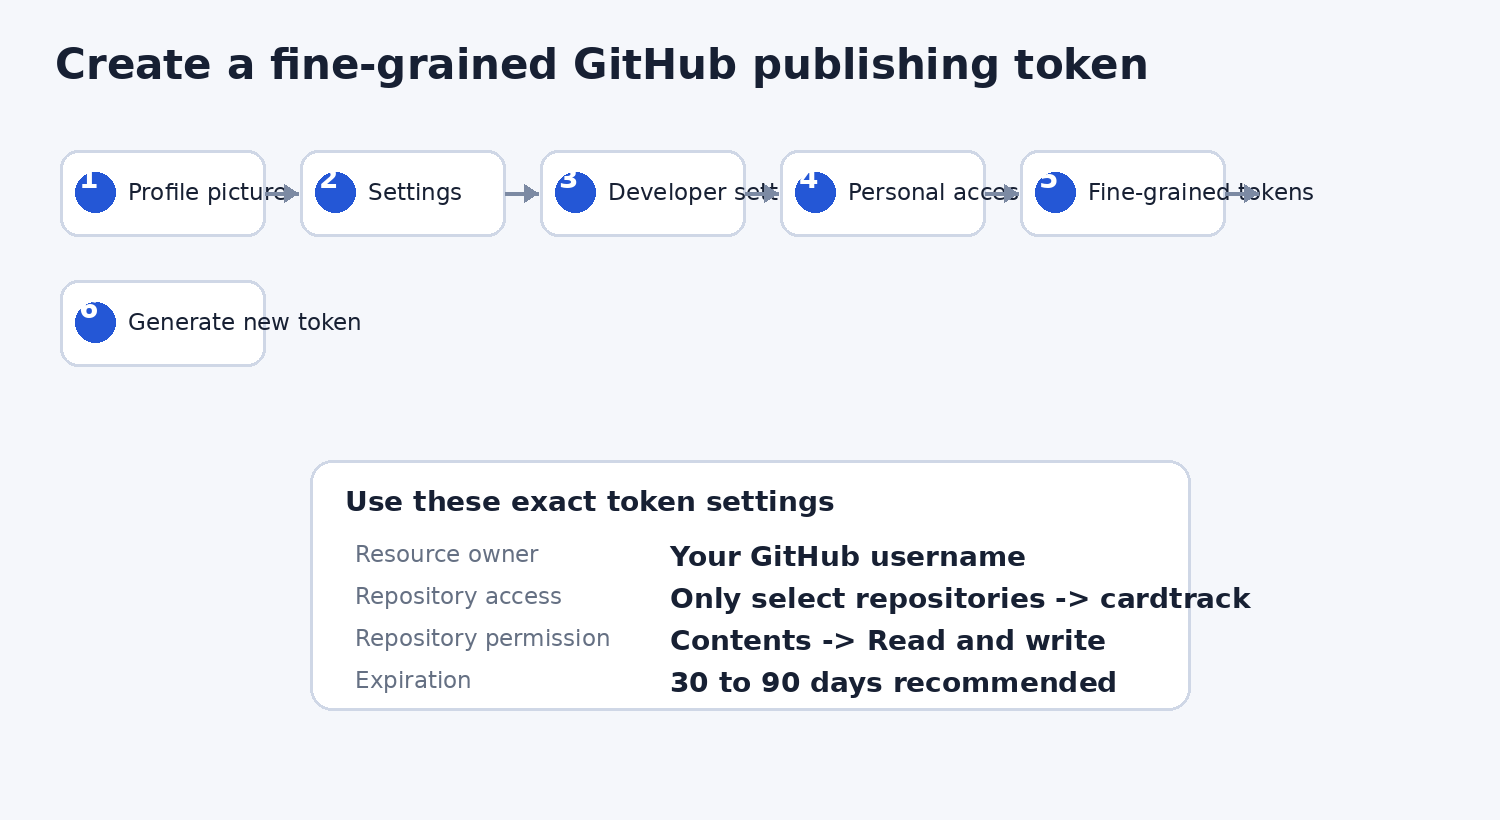 Create a fine-grained GitHub publishing token
1 Profile picture
2 Settings
3 Developer sett
4 Personal acces
5 Fine-grained tokens
6 Generate new token
Use these exact token settings
Resource owner Your GitHub username
Repository access Only select repositories -> cardtrack
Repository permission Contents -> Read and write
Expiration 30 to 90 days recommended